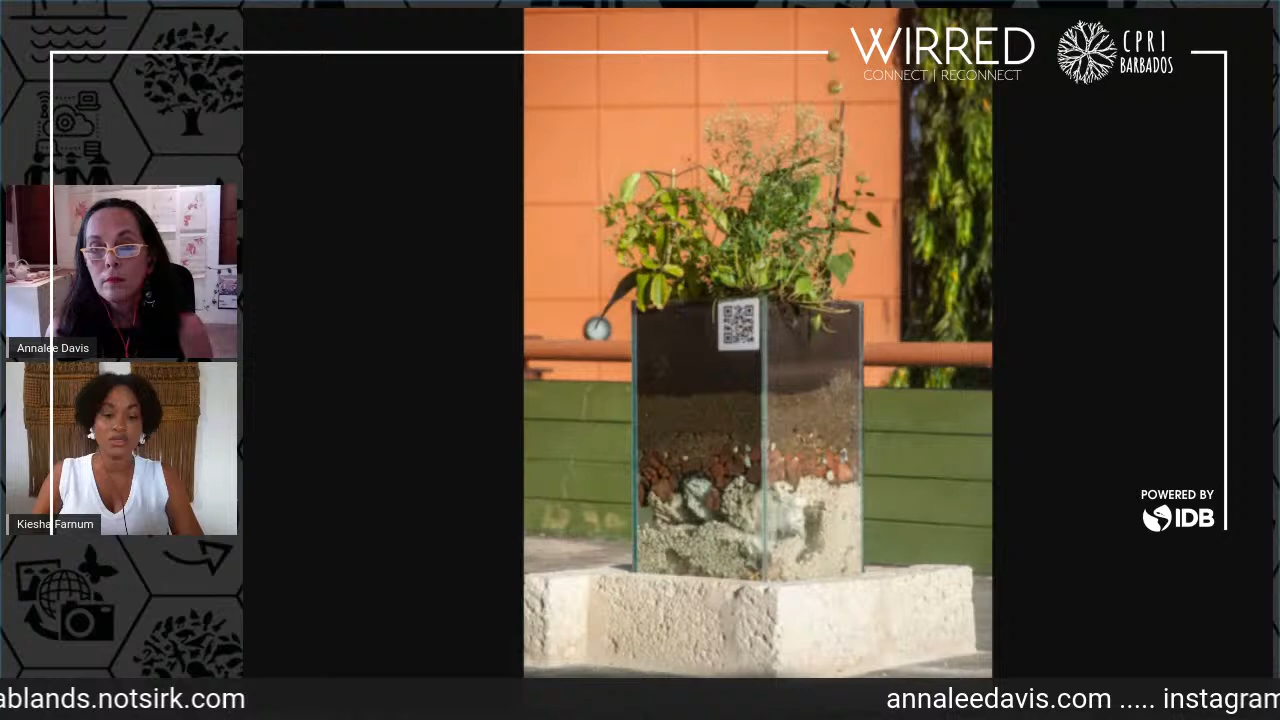 WIRRED
CONNECT | RECONNECT
CPRI
BARBADOS
Annalee Davis
Kiesha Farnum
POWERED BY
IDB
ablands.notsirk.com
annaleedavis.com ..... instagram